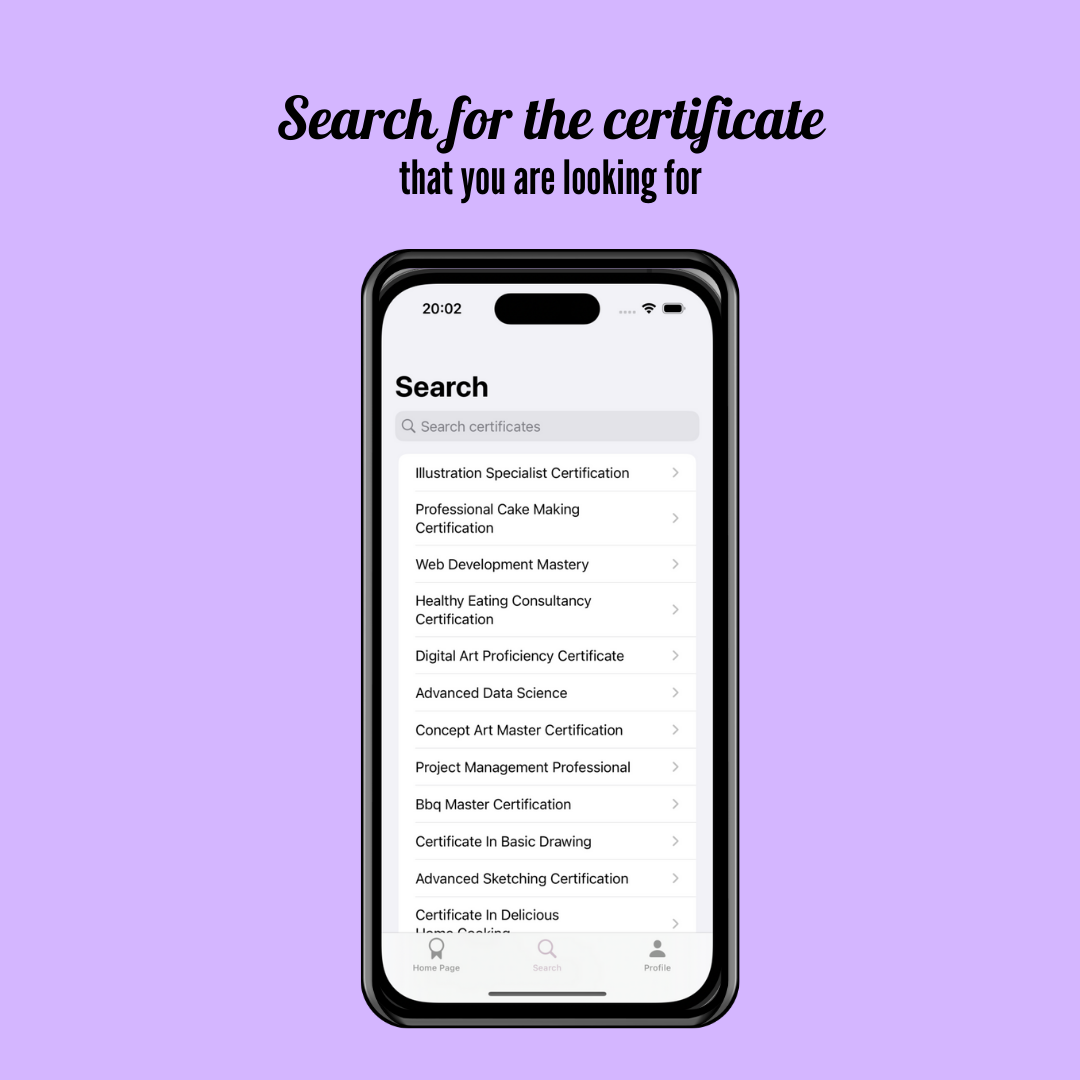 Search for the certificate
that you are looking for
20:02
Search
Search certificates
Illustration Specialist Certification
Professional Cake Making
Certification
Web Development Mastery
Healthy Eating Consultancy
Certification
Digital Art Proficiency Certificate
Advanced Data Science
Concept Art Master Certification
Project Management Professional
Bbq Master Certification
Certificate In Basic Drawing
Advanced Sketching Certification
Certificate In Delicious
Home Cooking
Home Page
Search
Profile